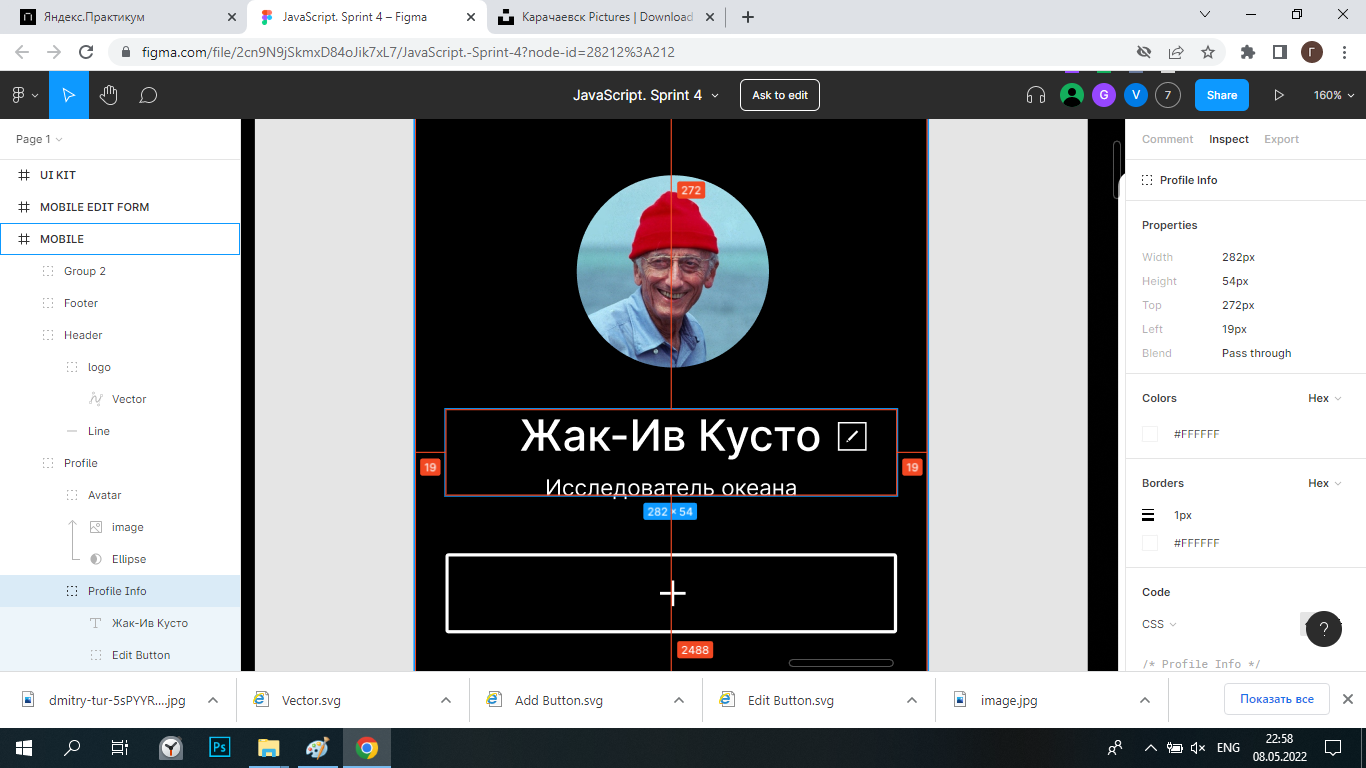 Яндекс.Практикум
JavaScript. Sprint 4 – Figma
Карачаевск Pictures | Download
figma.com/file/2cn9N9jSkmxD84oJik7xL7/JavaScript.-Sprint-4?node-id=28212%3A212
Г
JavaScript. Sprint 4
Ask to edit
G
V
7
Share
160%
Page 1
UI KIT
MOBILE EDIT FORM
MOBILE
Group 2
Footer
Header
logo
Vector
Line
Profile
Avatar
image
Ellipse
Profile Info
Жак-Ив Кусто
Edit Button
272
Жак-Ив Кусто
19
19
Исследователь океана
282 × 54
2488
Comment Inspect Export
Profile Info
Properties
Width 282px
Height 54px
Top 272px
Left 19px
Blend Pass through
Colors Hex
#FFFFFF
Borders Hex
1px
#FFFFFF
Code
CSS
?
/* Profile Info */
dmitry-tur-5sPYYR....jpg
Vector.svg
Add Button.svg
Edit Button.svg
image.jpg
Показать все
Ps
ENG
22:58
08.05.2022